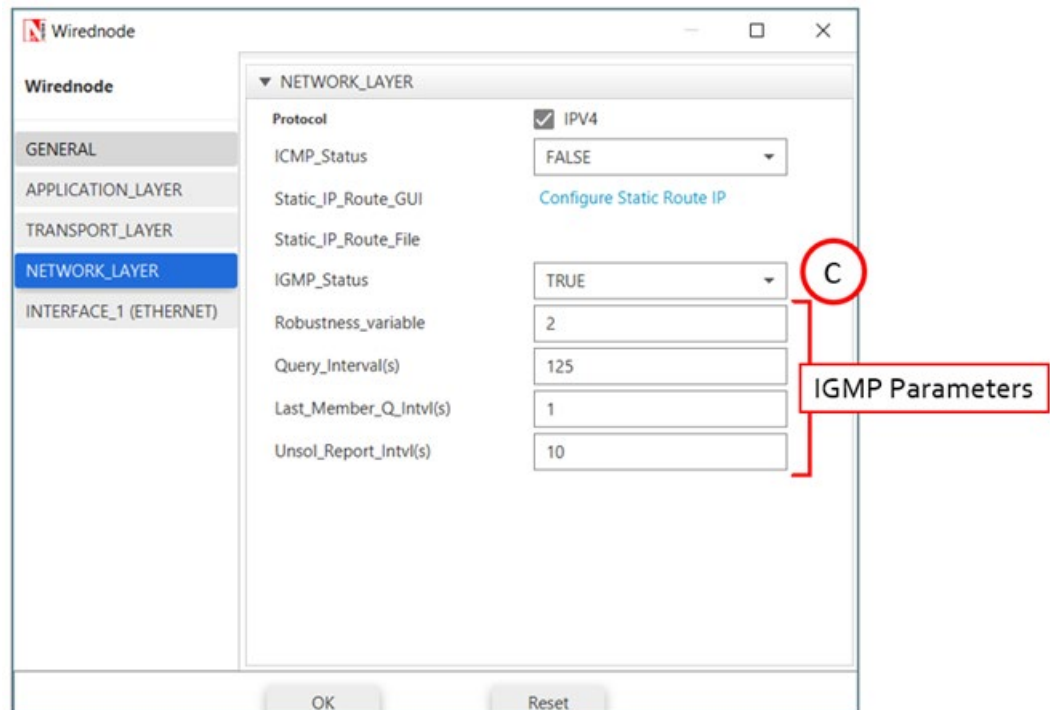 Wirednode
Wirednode
GENERAL
APPLICATION_LAYER
TRANSPORT_LAYER
NETWORK_LAYER
INTERFACE_1 (ETHERNET)
NETWORK_LAYER
Protocol IPV4
ICMP_Status FALSE
Static_IP_Route_GUI Configure Static Route IP
Static_IP_Route_File
IGMP_Status TRUE
Robustness_variable 2
Query_Interval(s) 125
Last_Member_Q_Intvl(s) 1
Unsol_Report_Intvl(s) 10
C
IGMP Parameters
OK Reset